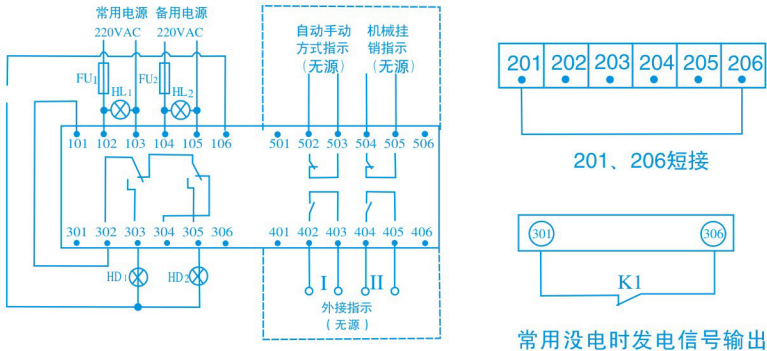 常用电源 备用电源
220VAC 220VAC
FU1 FU2
HL1 HL2
自动手动 机械挂
方式指示 销指示
(无源) (无源)
101 102 103 104 105 106 501 502 503 504 505 506
301 302 303 304 305 306 401 402 403 404 405 406
HD1 HD2
I II
外接指示
(无源)
201 202 203 204 205 206
201、206短接
301 306
K1
常用没电时发电信号输出